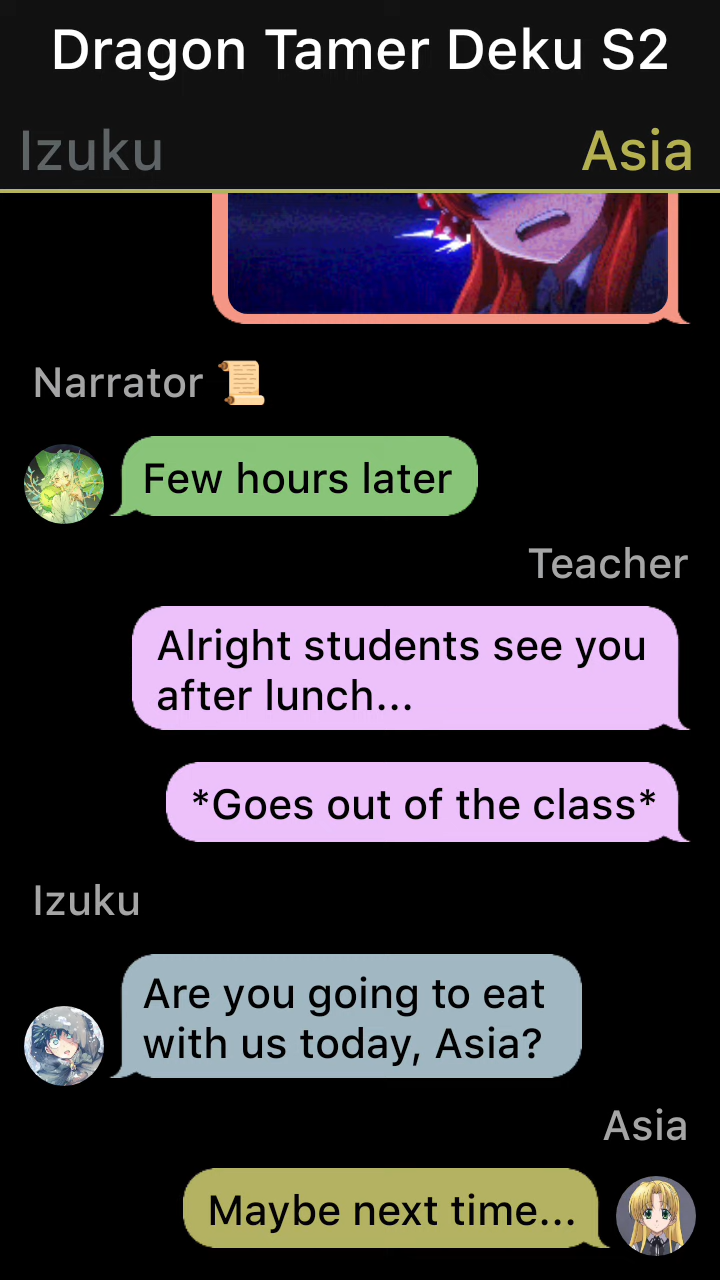 Dragon Tamer Deku S2
Izuku
Asia
Narrator 📜
Few hours later
Teacher
Alright students see you
after lunch...
*Goes out of the class*
Izuku
Are you going to eat
with us today, Asia?
Asia
Maybe next time...